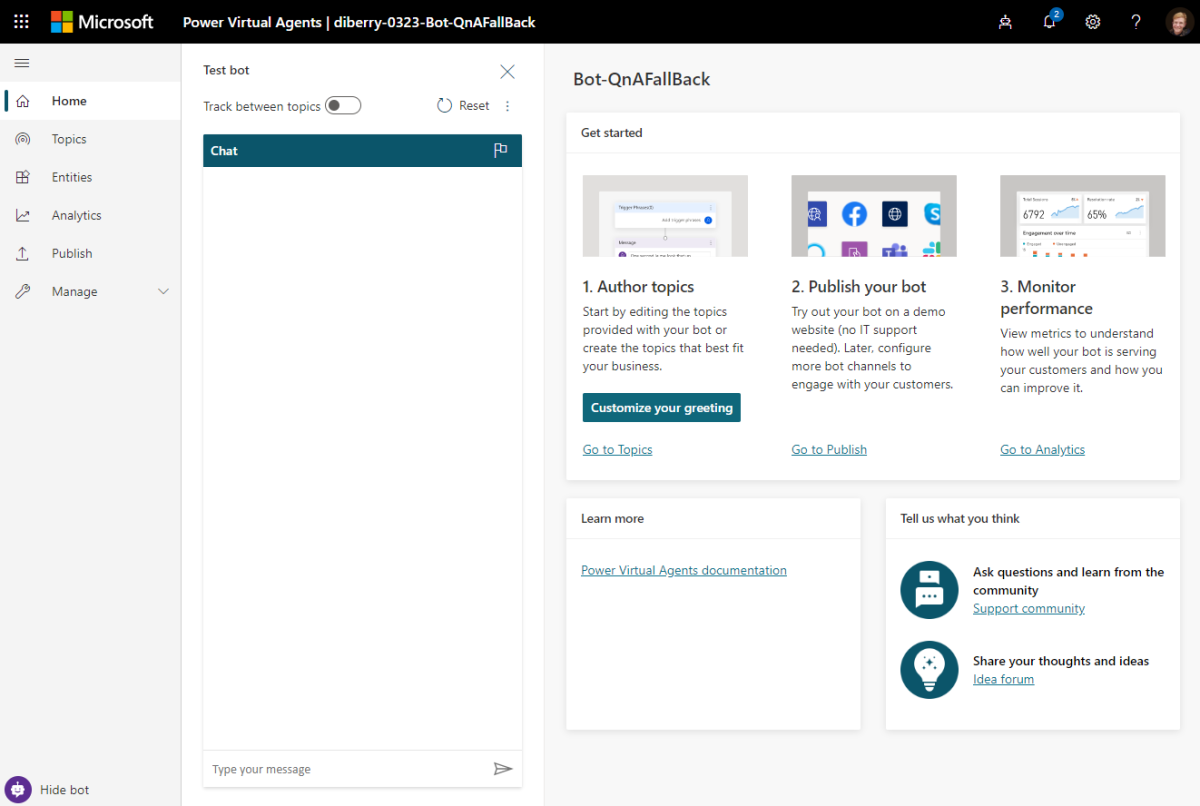 Microsoft
Power Virtual Agents | diberry-0323-Bot-QnAFallBack
2
Home
Topics
Entities
Analytics
Publish
Manage
Hide bot
Test bot
Track between topics
Reset
Chat
Type your message
Bot-QnAFallBack
Get started
Trigger Phrases(3)
Add trigger phrases
Message
1. Author topics
Start by editing the topics
provided with your bot or
create the topics that best fit
your business.
Customize your greeting
Go to Topics
2. Publish your bot
Try out your bot on a demo
website (no IT support
needed). Later, configure
more bot channels to
engage with your customers.
Go to Publish
Total Sessions
6792
Resolution rate
65%
Engagement over time
3. Monitor
performance
View metrics to understand
how well your bot is serving
your customers and how you
can improve it.
Go to Analytics
Learn more
Power Virtual Agents documentation
Tell us what you think
Ask questions and learn from the
community
Support community
Share your thoughts and ideas
Idea forum